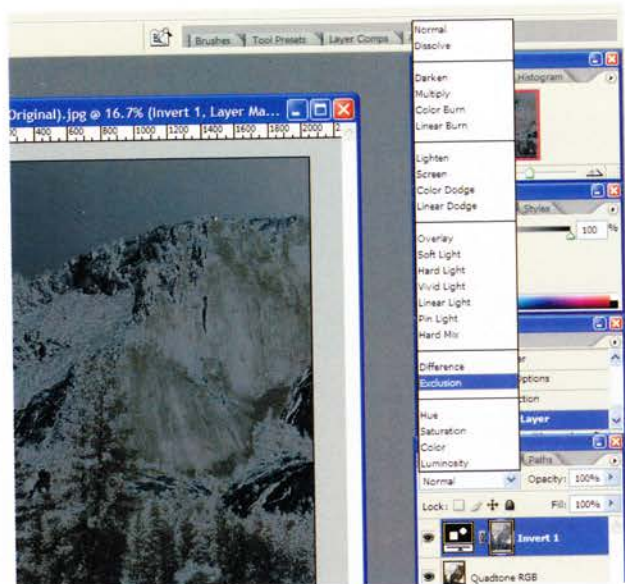 Brushes Tool Presets Layer Comps
Normal
Dissolve
Darken
Multiply
Color Burn
Linear Burn
Lighten
Screen
Color Dodge
Linear Dodge
Overlay
Soft Light
Hard Light
Vivid Light
Linear Light
Pin Light
Hard Mix
Difference
Exclusion
Hue
Saturation
Color
Luminosity
Histogram
Original).jpg @ 16.7% (Invert 1, Layer Ma...
400 600 800 1000 1200 1400 1600 1800 2000 2
Styles
100 %
ptions
ction
Layer
Paths
Normal Opacity: 100%
Lock: Fill: 100%
Invert 1
Quadtone RGB